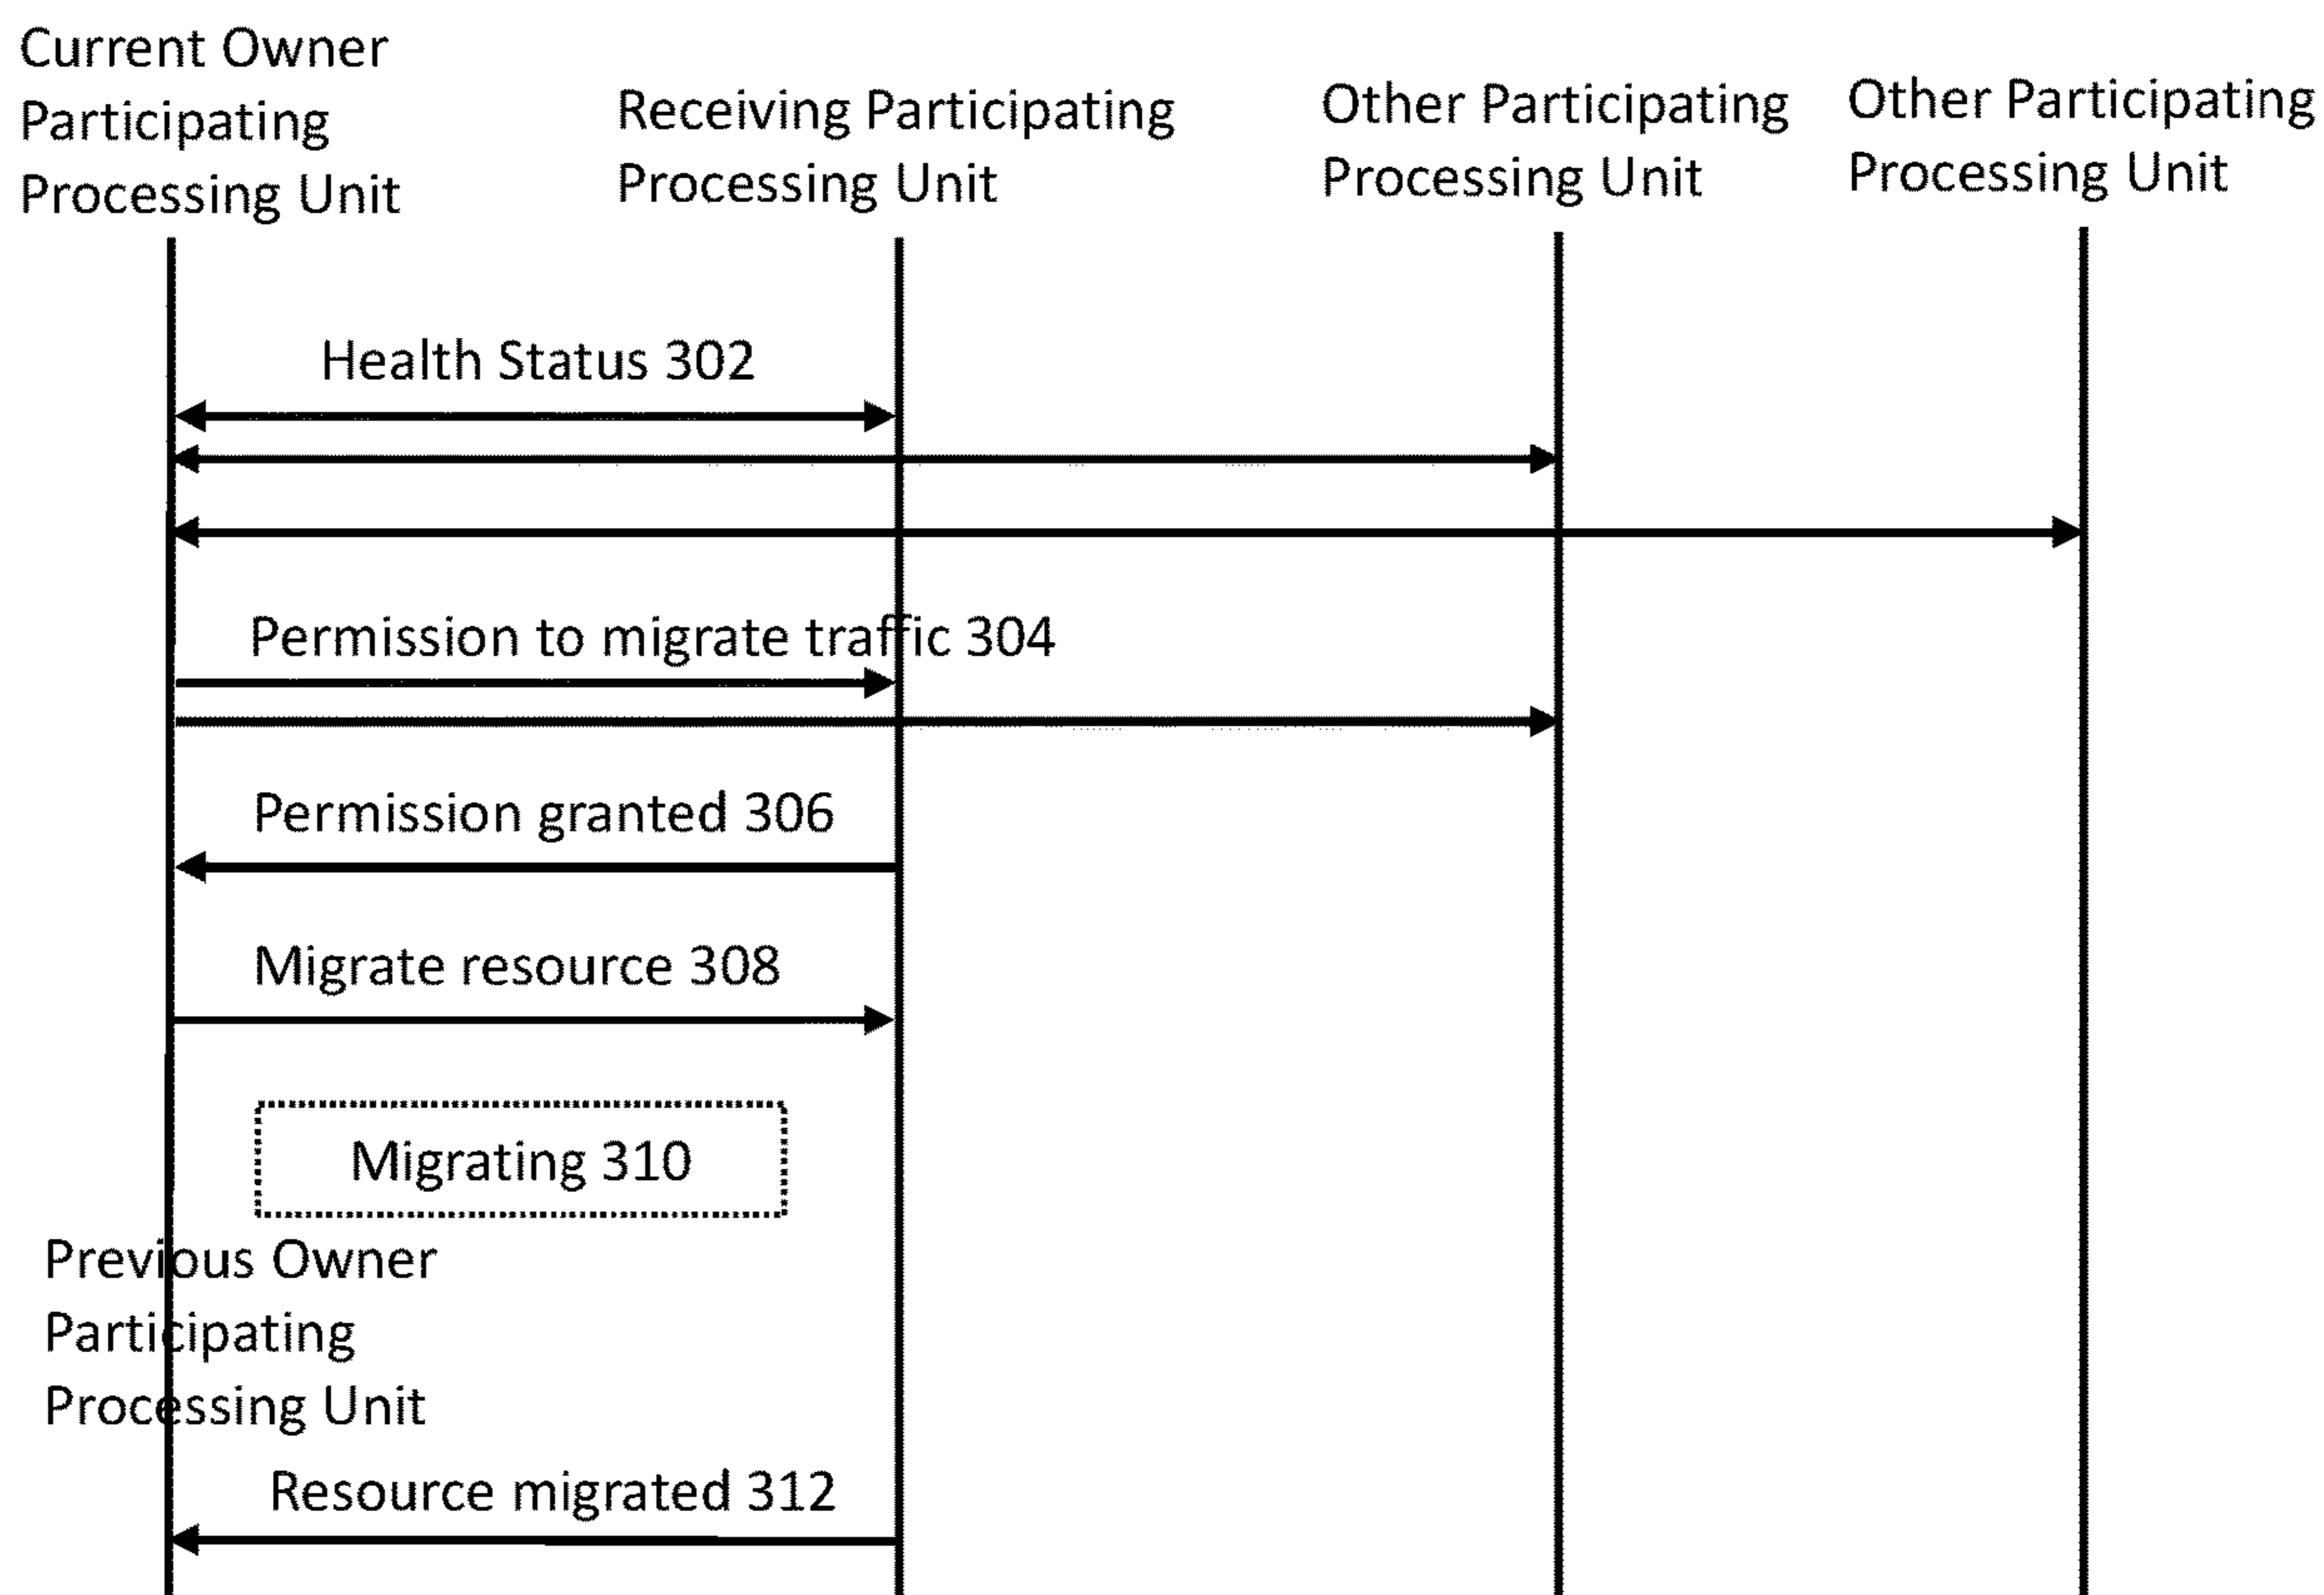 Current Owner
Participating
Processing Unit
Receiving Participating
Processing Unit
Other Participating
Processing Unit
Other Participating
Processing Unit
Health Status 302
Permission to migrate traffic 304
Permission granted 306
Migrate resource 308
Migrating 310
Previous Owner
Participating
Processing Unit
Resource migrated 312